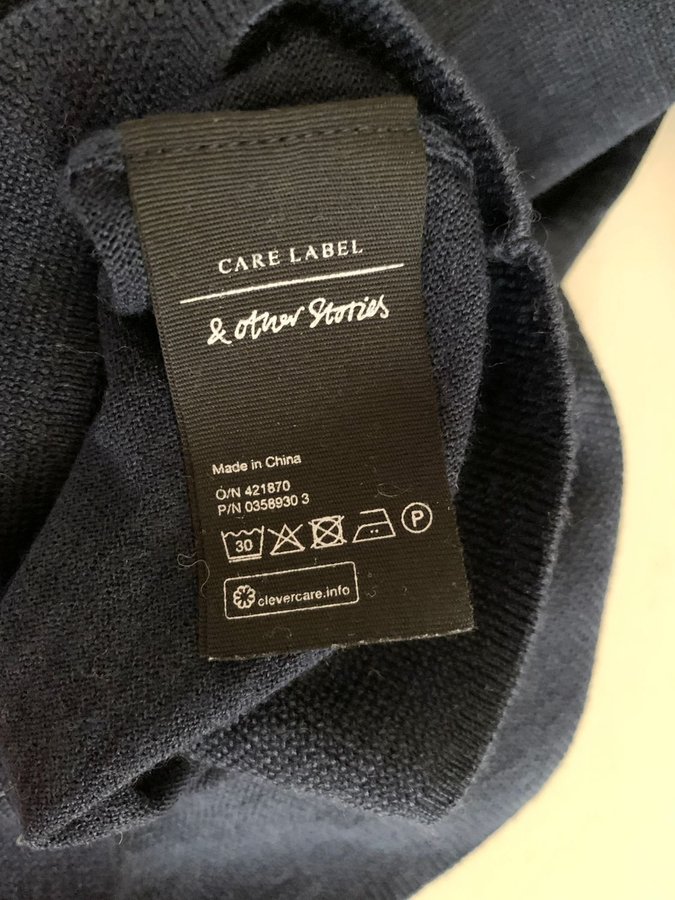 CARE LABEL
& other Stories
Made in China
O/N 421870
P/N 0358930 3
30 P
clevercare.info